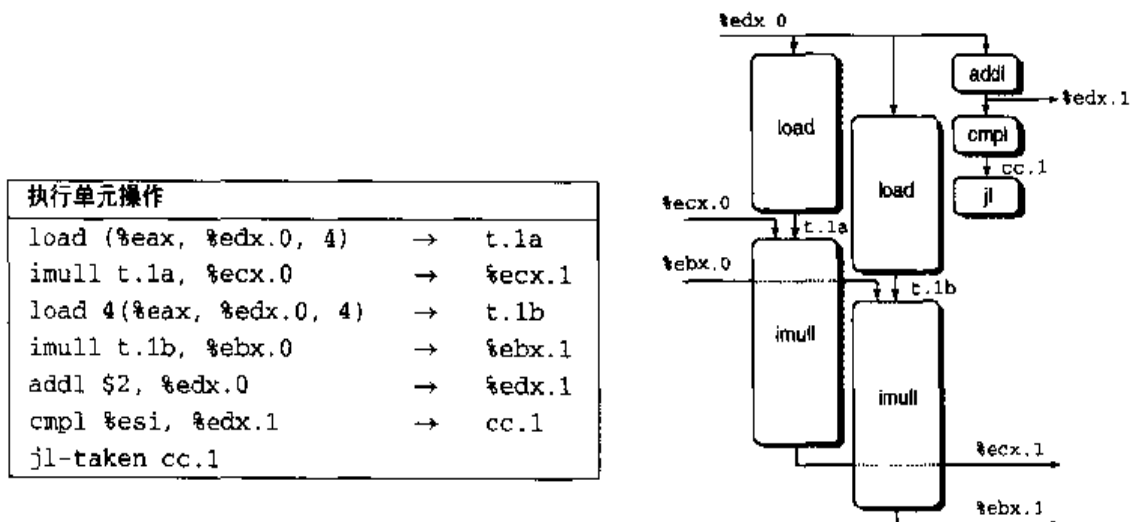 执行单元操作
load (%eax, %edx.0, 4) → t.1a
imull t.1a, %ecx.0 → %ecx.1
load 4(%eax, %edx.0, 4) → t.1b
imull t.1b, %ebx.0 → %ebx.1
addl $2, %edx.0 → %edx.1
cmpl %esi, %edx.1 → cc.1
jl-taken cc.1
%edx 0
addl
%edx.1
load
cmpl
cc.1
load
jl
%ecx.0
t.1a
%ebx.0
t.1b
imull
imull
%ecx.1
%ebx.1